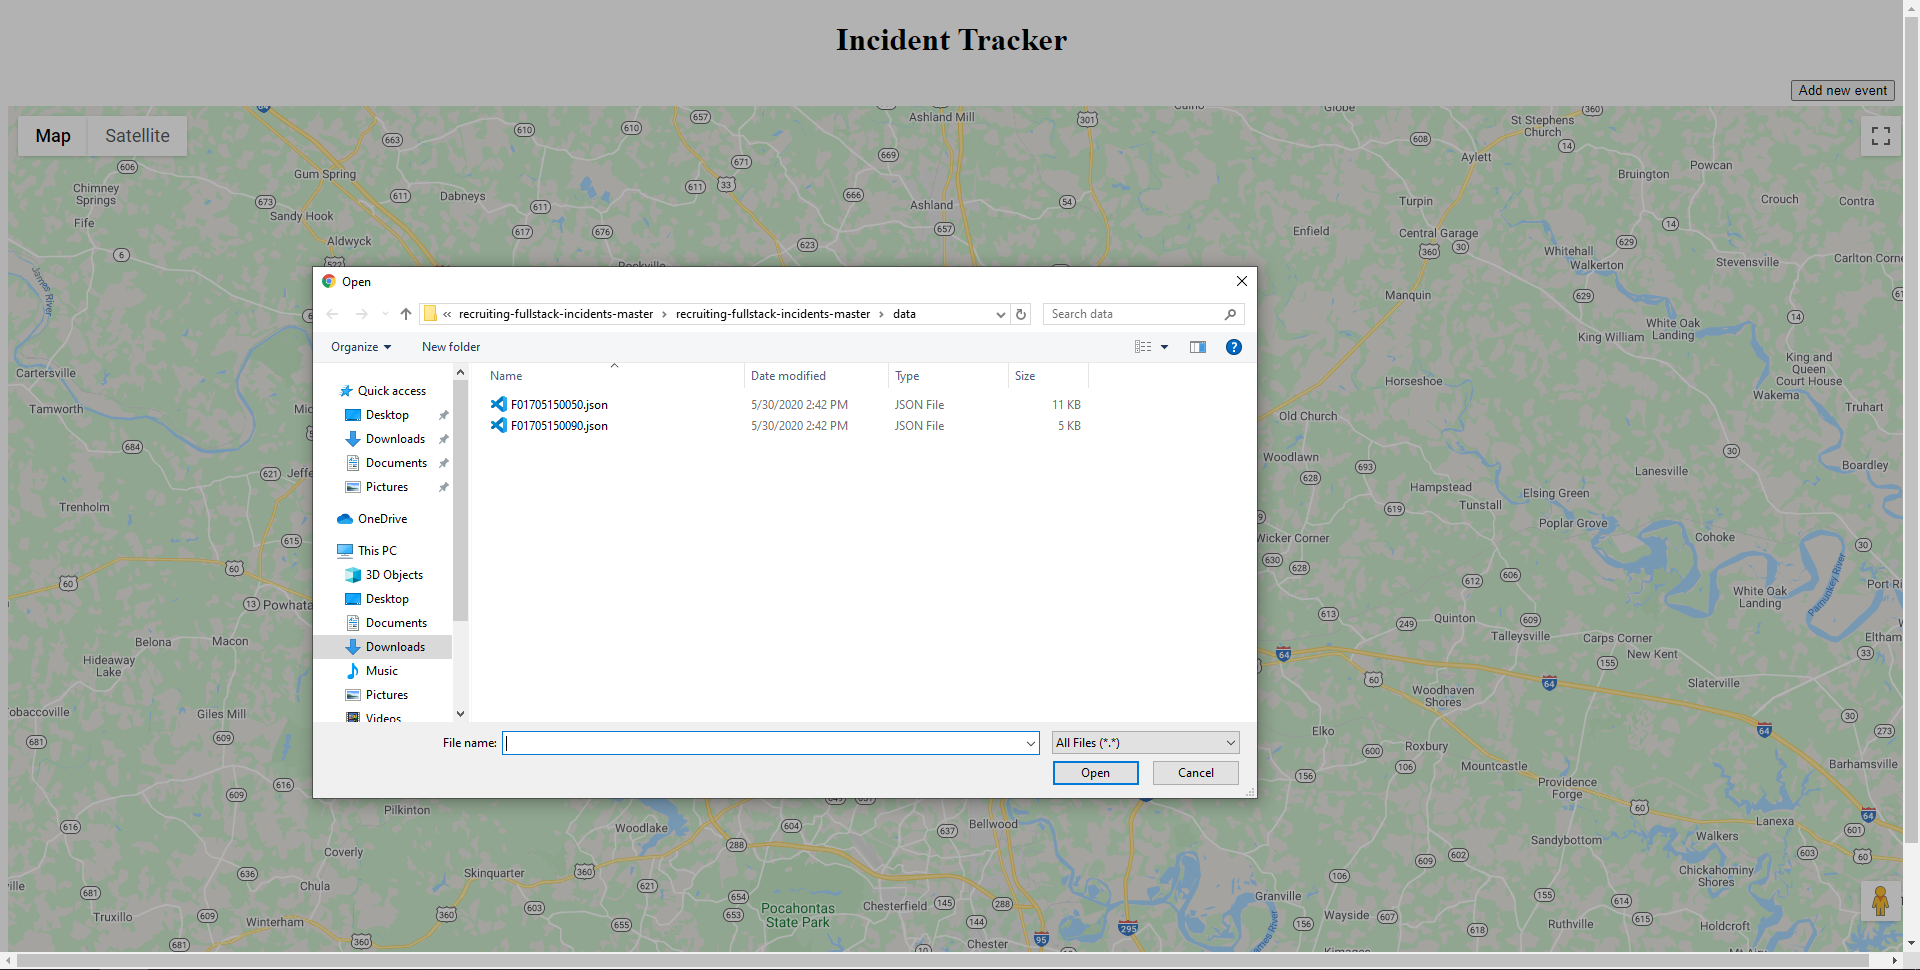 Incident Tracker
Add new event
Map
Satellite
Open
recruiting-fullstack-incidents-master
recruiting-fullstack-incidents-master
data
Search data
Organize
New folder
Name
Date modified
Type
Size
F01705150050.json
5/30/2020 2:42 PM
JSON File
11 KB
F01705150090.json
5/30/2020 2:42 PM
JSON File
5 KB
Quick access
Desktop
Downloads
Documents
Pictures
OneDrive
This PC
3D Objects
Desktop
Documents
Downloads
Music
Pictures
Videos
File name:
All Files (*.*)
Open
Cancel
Ashland Mill
Gum Spring
Chimney
Springs
Fife
Sandy Hook
Dabneys
Aldwyck
Ashland
James River
Cartersville
Tamworth
Trenholm
Belona
Macon
Hideaway
Lake
Giles Mill
Pilkinton
Woodlake
Bellwood
Coverly
Chula
Skinquarter
Truxillo
Winterham
Pocahontas
State Park
Chesterfield
Chester
St Stephens
Church
Aylett
Powcan
Bruington
Turpin
Crouch
Contra
Enfield
Central Garage
Whitehall
Walkerton
Stevensville
Manquin
White Oak
Landing
King William
King and
Queen
Court House
Horseshoe
Wakema
Truhart
Old Church
Woodlawn
Lanesville
Boardley
Hampstead
Elsing Green
Tunstall
Poplar Grove
Cohoke
Wicker Corner
White Oak
Landing
Pamunkey River
Quinton
Talleysville
Carps Corner
New Kent
Woodhaven
Shores
Slaterville
Elko
Roxbury
Mountcastle
Providence
Forge
Barhamsville
Lanexa
Walkers
Sandybottom
Chickahominy
Shores
Granville
Wayside
Ruthville
Holdcroft